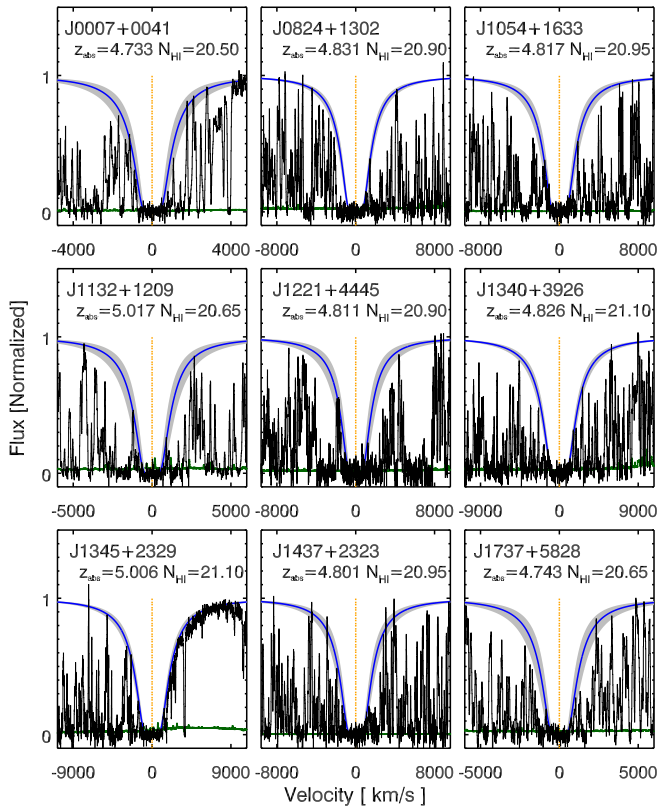 J0007+0041
z_abs=4.733 N_HI=20.50
J0824+1302
z_abs=4.831 N_HI=20.90
J1054+1633
z_abs=4.817 N_HI=20.95
1
0
-4000 0 4000
-8000 0 8000
-9000 0 8000
J1132+1209
z_abs=5.017 N_HI=20.65
J1221+4445
z_abs=4.811 N_HI=20.90
J1340+3926
z_abs=4.826 N_HI=21.10
Flux [Normalized]
1
0
-5000 0 5000
-8000 0 8000
-9000 0 9000
J1345+2329
z_abs=5.006 N_HI=21.10
J1437+2323
z_abs=4.801 N_HI=20.95
J1737+5828
z_abs=4.743 N_HI=20.65
1
0
-9000 0 9000
-8000 0 8000
-5000 0 5000
Velocity [ km/s ]